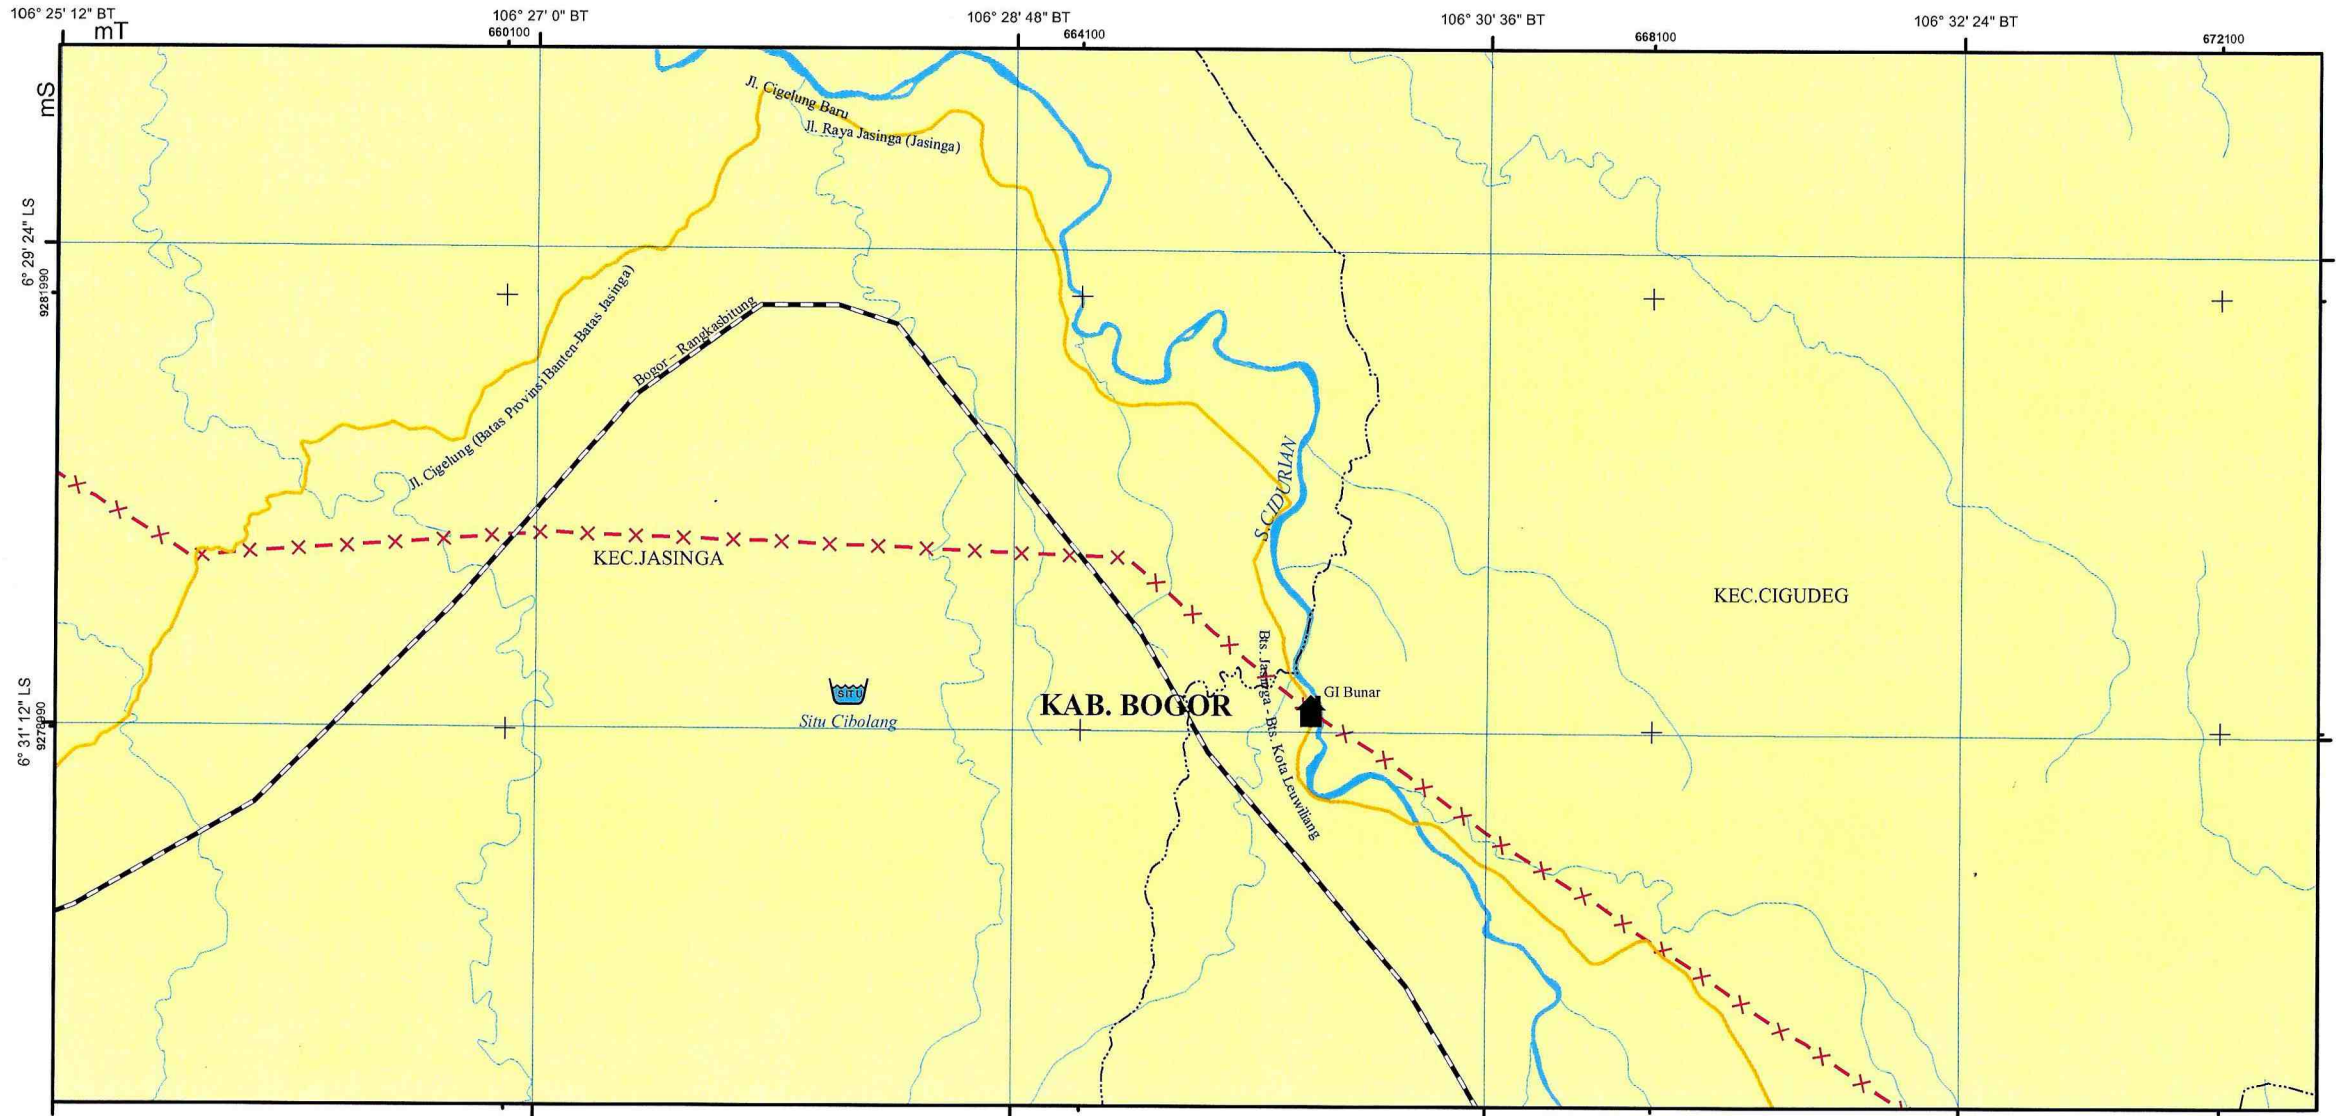 106° 25' 12" BT
106° 27' 0" BT
106° 28' 48" BT
106° 30' 36" BT
106° 32' 24" BT
mT
660100
664100
668100
672100
mS
6° 29' 24" LS
9281990
6° 31' 12" LS
9278990
Jl. Cigelung Baru
Jl. Raya Jasinga (Jasinga)
Jl. Cigelung (Batas Provinsi Banten-Batas Jasinga)
Bogor – Rangkasbitung
S.CIDURIAN
KEC.JASINGA
KEC.CIGUDEG
Bts. Jasinga - Bts. Kota Leuwiliang
SITU
Situ Cibolang
KAB. BOGOR
GI Bunar